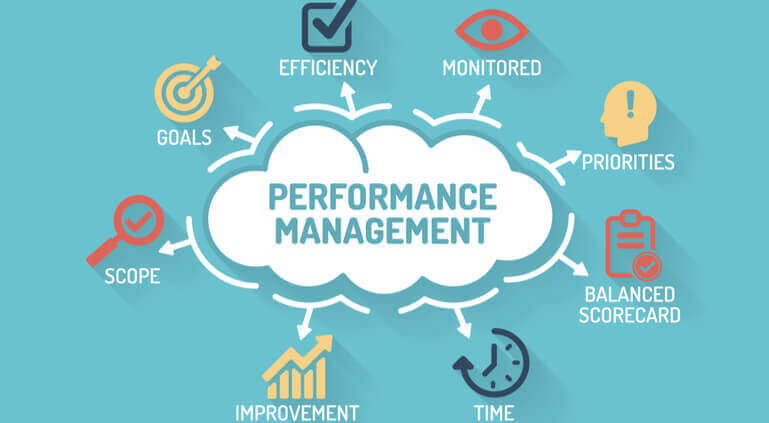 EFFICIENCY
MONITORED
GOALS
PRIORITIES
PERFORMANCE
MANAGEMENT
SCOPE
BALANCED
SCORECARD
IMPROVEMENT
TIME